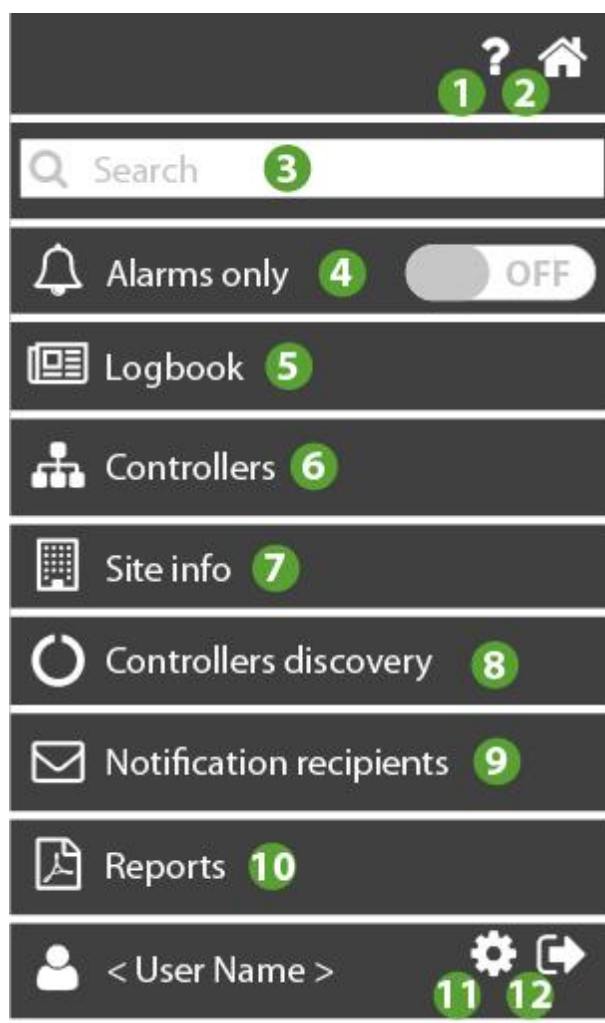 ?
1 2
Search 3
Alarms only 4 OFF
Logbook 5
Controllers 6
Site info 7
Controllers discovery 8
Notification recipients 9
Reports 10
< User Name >
11 12